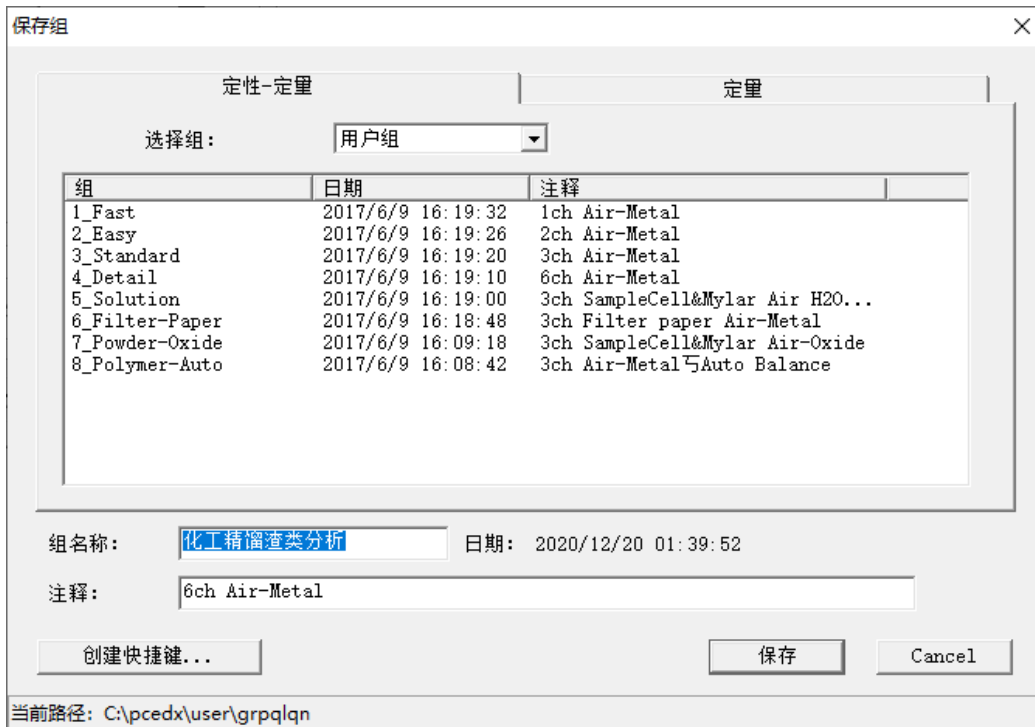 保存组
定性-定量 定量
选择组: 用户组
组 日期 注释
1_Fast 2017/6/9 16:19:32 1ch Air-Metal
2_Easy 2017/6/9 16:19:26 2ch Air-Metal
3_Standard 2017/6/9 16:19:20 3ch Air-Metal
4_Detail 2017/6/9 16:19:10 6ch Air-Metal
5_Solution 2017/6/9 16:19:00 3ch SampleCell&Mylar Air H2O...
6_Filter-Paper 2017/6/9 16:18:48 3ch Filter paper Air-Metal
7_Powder-Oxide 2017/6/9 16:09:18 3ch SampleCell&Mylar Air-Oxide
8_Polymer-Auto 2017/6/9 16:08:42 3ch Air-Metal丂Auto Balance
组名称: 化工精馏渣类分析 日期: 2020/12/20 01:39:52
注释: 6ch Air-Metal
创建快捷键... 保存 Cancel
当前路径: C:\pcedx\user\grpqlqn